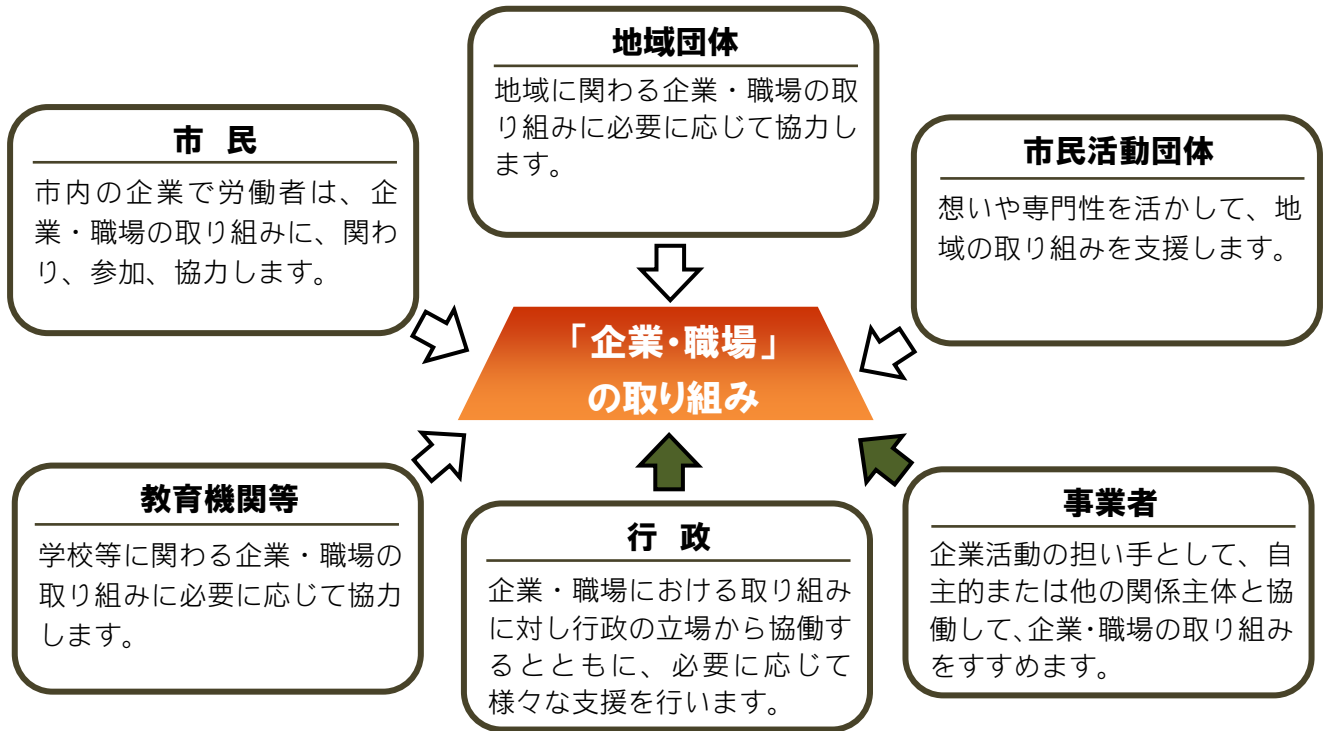 地域団体
地域に関わる企業・職場の取
り組みに必要に応じて協力し
ます。
市 民
市内の企業で労働者は、企
業・職場の取り組みに、関わ
り、参加、協力します。
市民活動団体
想いや専門性を活かして、地
域の取り組みを支援します。
「企業・職場」
の取り組み
教育機関等
学校等に関わる企業・職場の
取り組みに必要に応じて協力
します。
行 政
企業・職場における取り組み
に対し行政の立場から協働す
るとともに、必要に応じて
様々な支援を行います。
事業者
企業活動の担い手として、自
主的または他の関係主体と協
働して、企業・職場の取り組み
をすすめます。